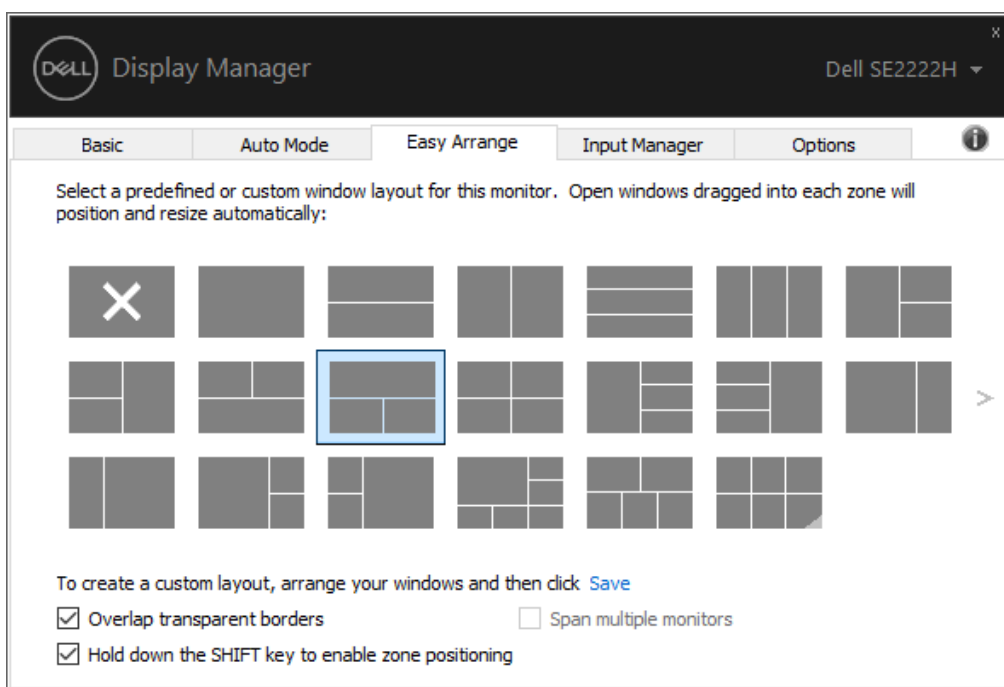 x
DELL Display Manager
Dell SE2222H
Basic Auto Mode Easy Arrange Input Manager Options
Select a predefined or custom window layout for this monitor. Open windows dragged into each zone will
position and resize automatically:
>
To create a custom layout, arrange your windows and then click Save
Overlap transparent borders
Span multiple monitors
Hold down the SHIFT key to enable zone positioning